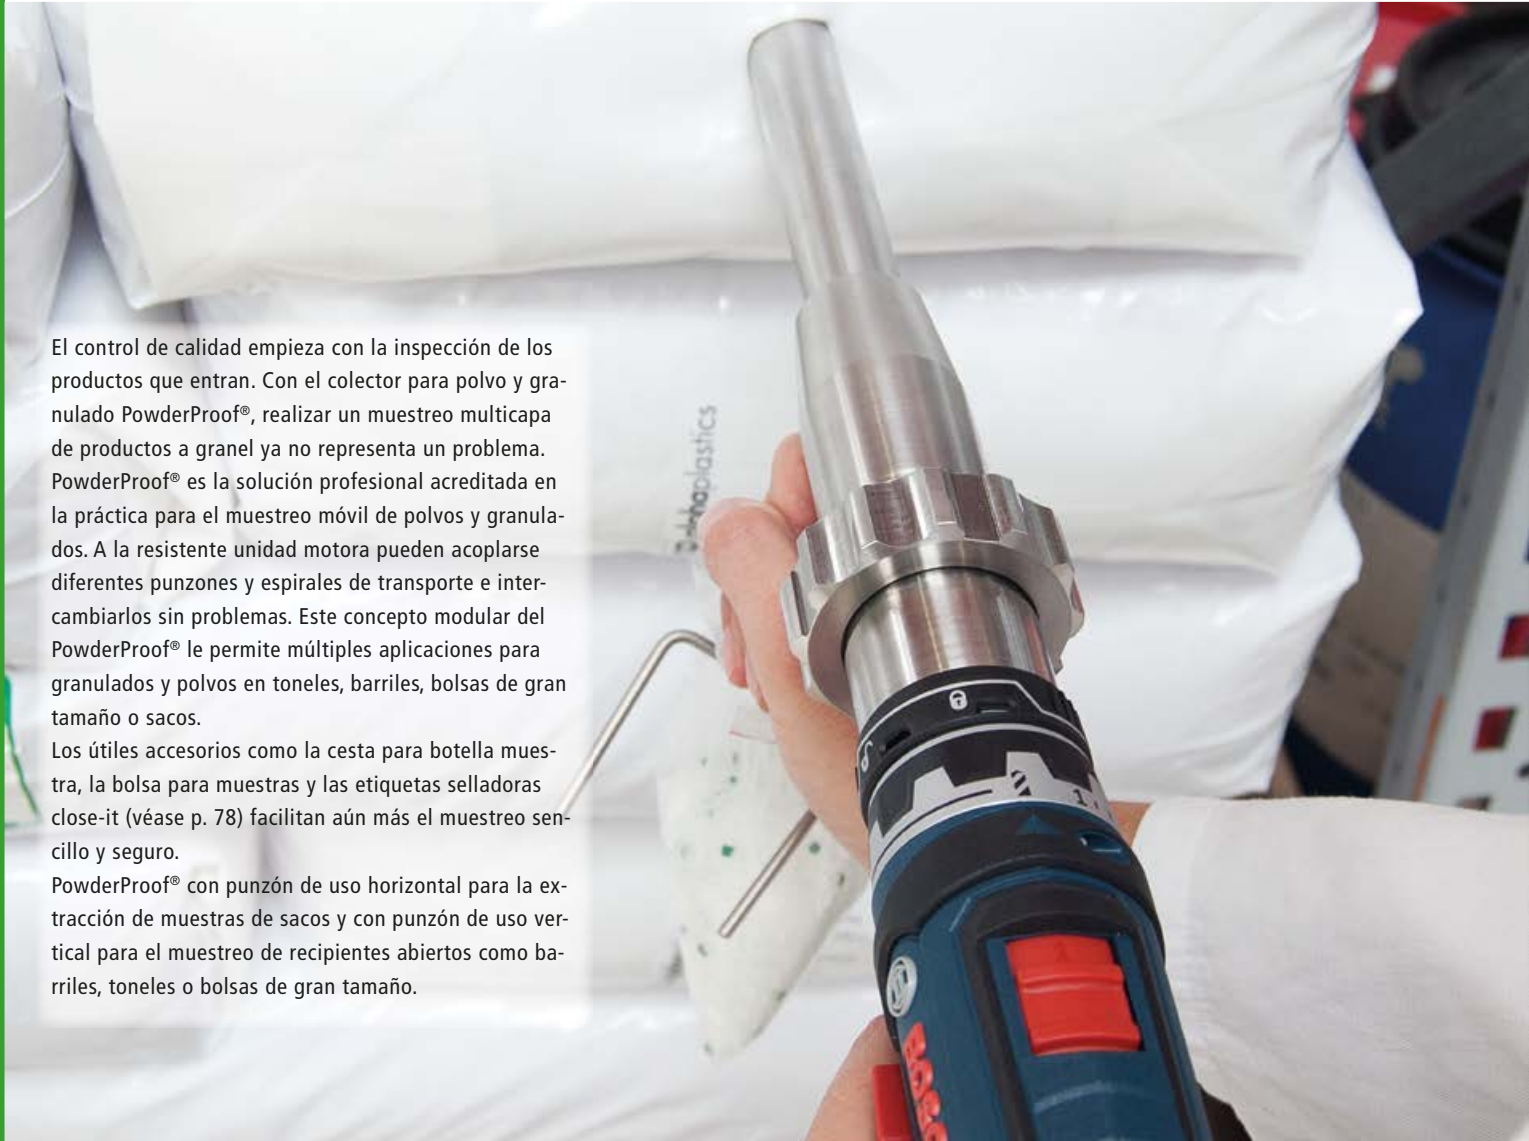 El control de calidad empieza con la inspección de los
productos que entran. Con el colector para polvo y gra-
nulado PowderProof®, realizar un muestreo multicapa
de productos a granel ya no representa un problema.
PowderProof® es la solución profesional acreditada en
la práctica para el muestreo móvil de polvos y granula-
dos. A la resistente unidad motora pueden acoplarse
diferentes punzones y espirales de transporte e inter-
cambiarlos sin problemas. Este concepto modular del
PowderProof® le permite múltiples aplicaciones para
granulados y polvos en toneles, barriles, bolsas de gran
tamaño o sacos.
Los útiles accesorios como la cesta para botella mues-
tra, la bolsa para muestras y las etiquetas selladoras
close-it (véase p. 78) facilitan aún más el muestreo sen-
cillo y seguro.
PowderProof® con punzón de uso horizontal para la ex-
tracción de muestras de sacos y con punzón de uso ver-
tical para el muestreo de recipientes abiertos como ba-
rriles, toneles o bolsas de gran tamaño.
1